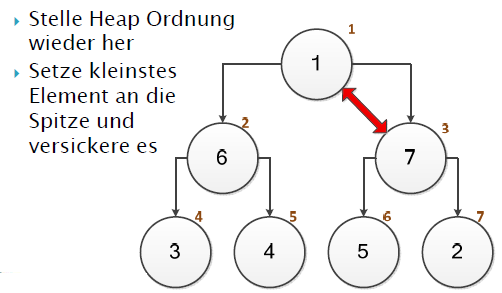 Stelle Heap Ordnung
wieder her
Setze kleinstes
Element an die
Spitze und
versickere es
1
1
2
6
3
7
4
3
5
4
6
5
7
2